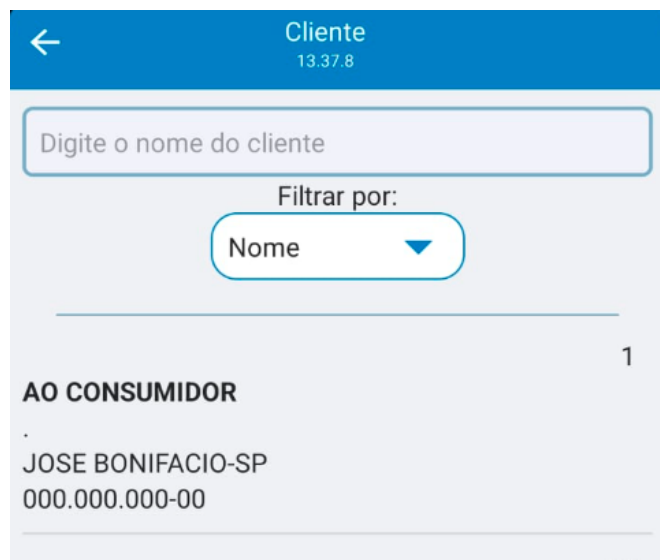 Cliente
13.37.8
Digite o nome do cliente
Filtrar por:
Nome
1
AO CONSUMIDOR
.
JOSE BONIFACIO-SP
000.000.000-00